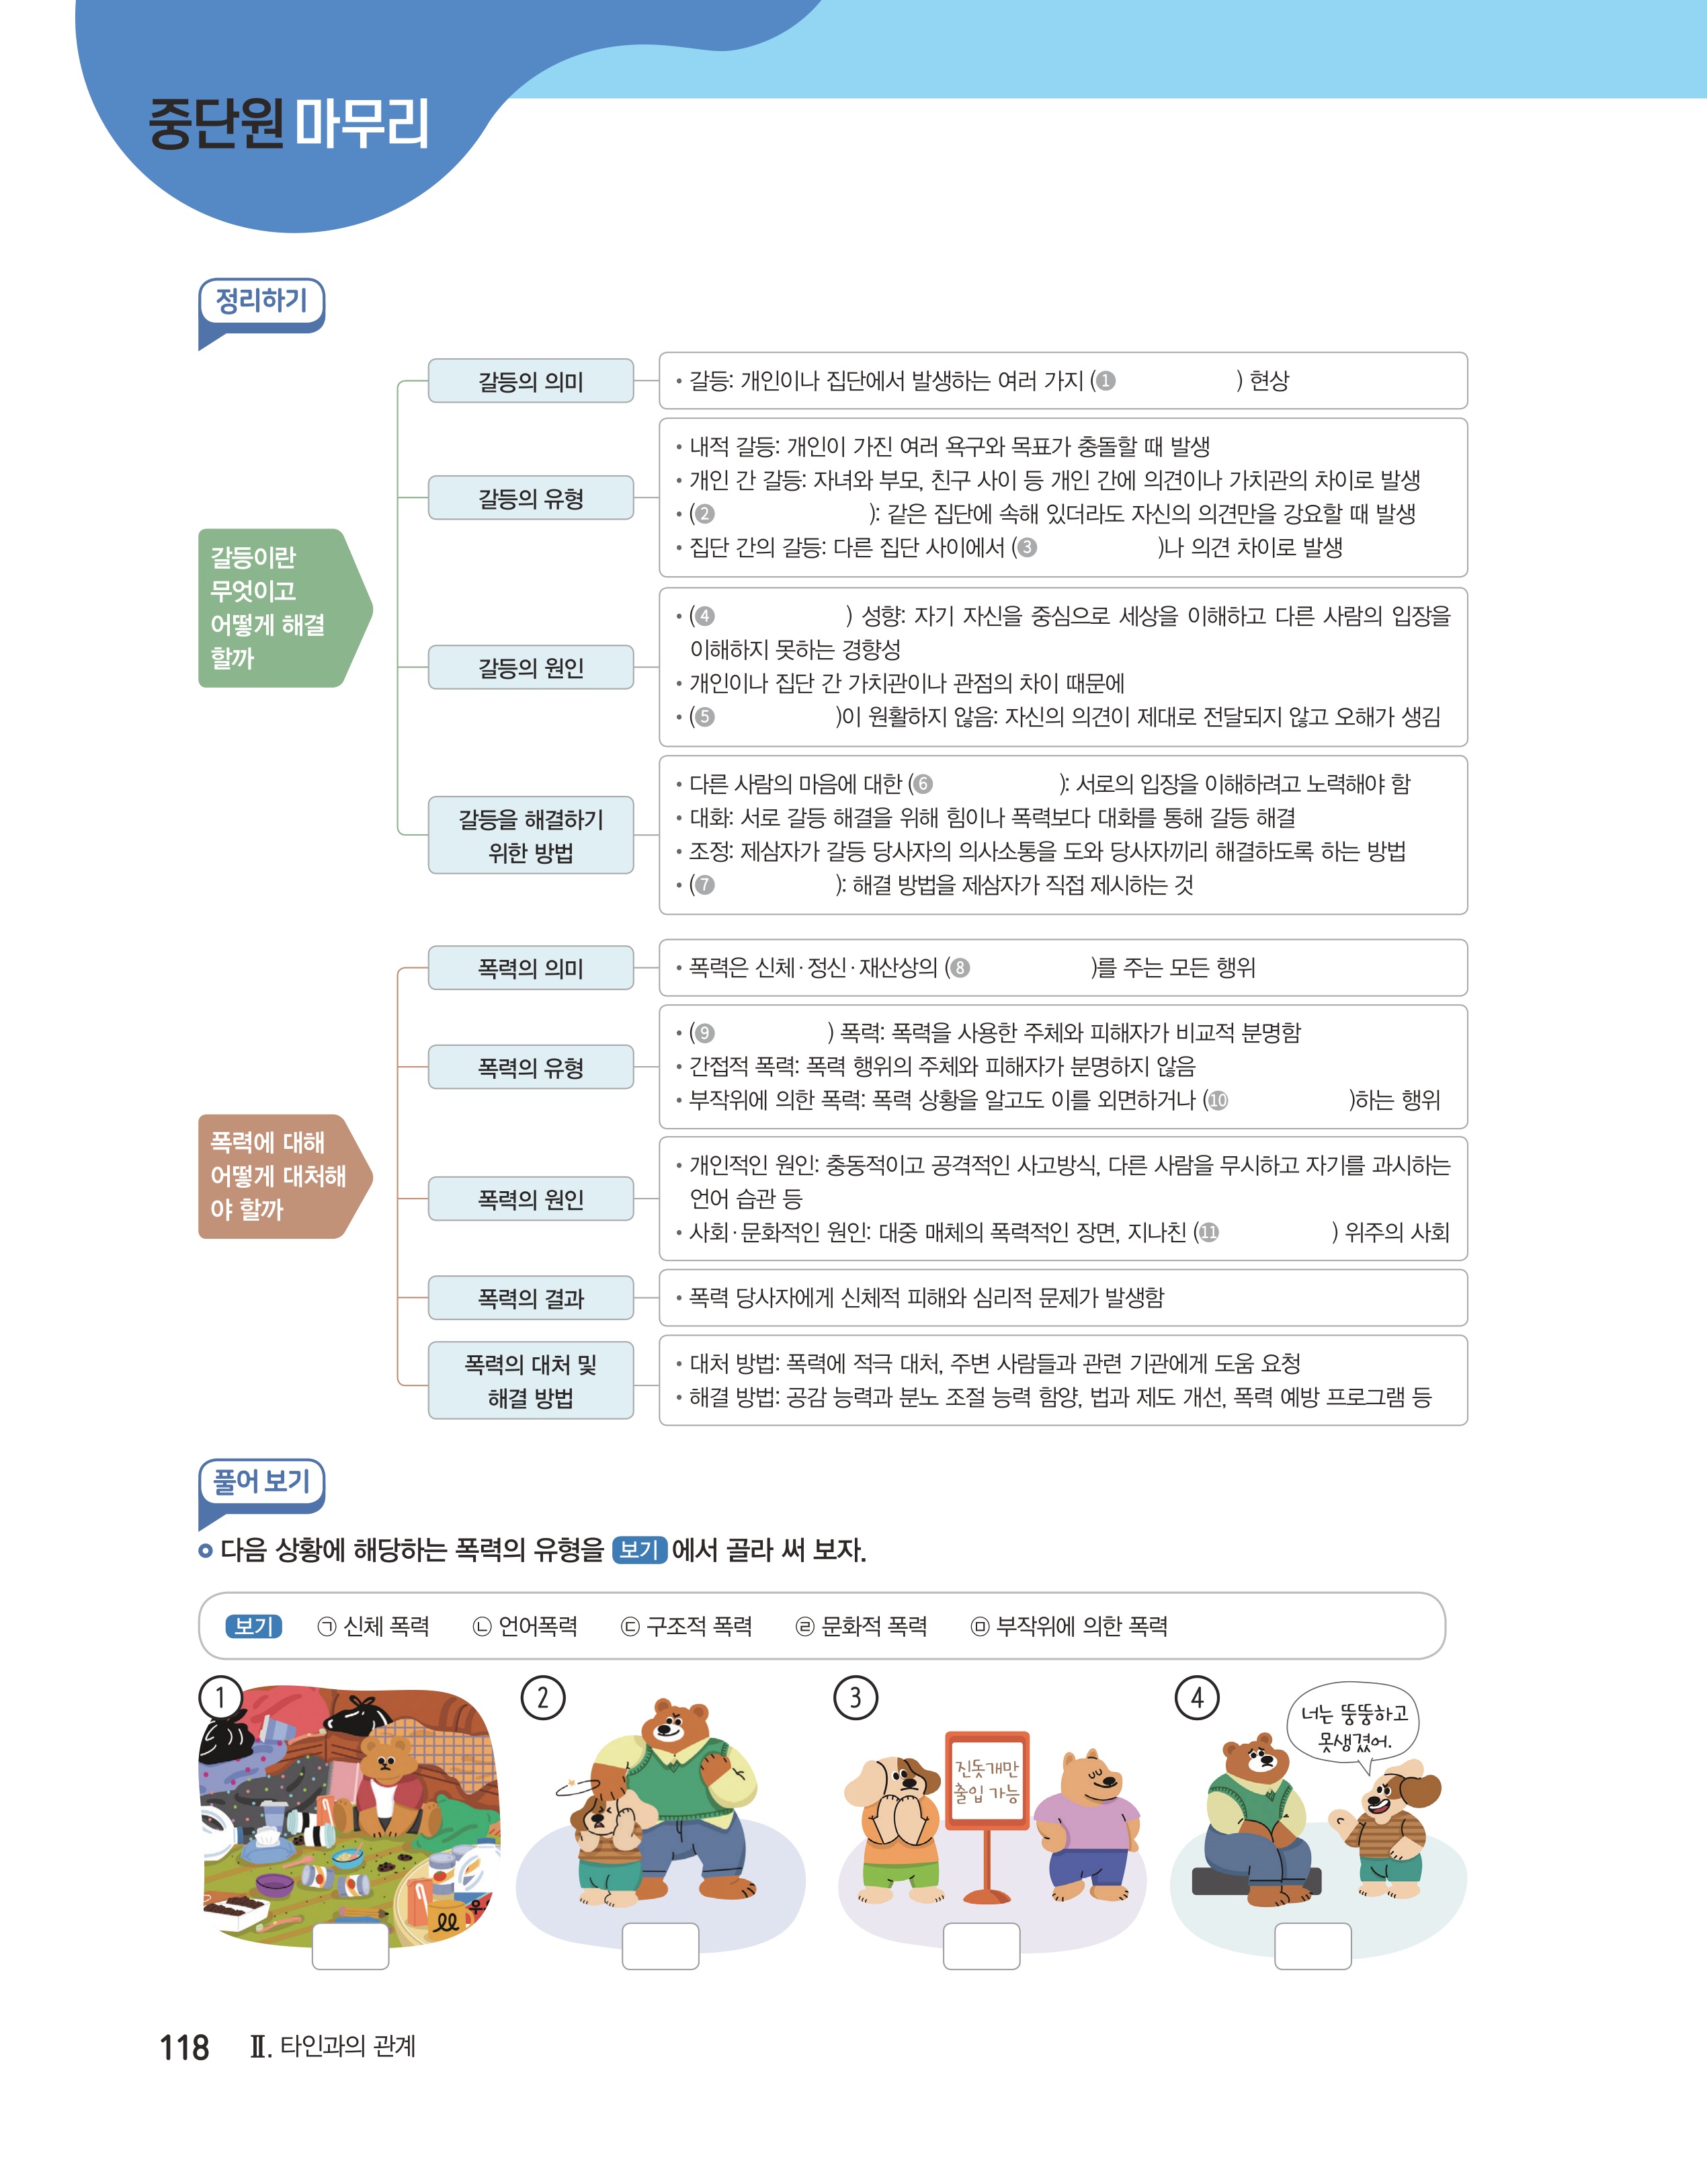 중단원 마무리
정리하기
갈등이란
무엇이고
어떻게 해결
할까
갈등의 의미
• 갈등: 개인이나 집단에서 발생하는 여러 가지 (❶ ) 현상
갈등의 유형
• 내적 갈등: 개인이 가진 여러 욕구와 목표가 충돌할 때 발생
• 개인 간 갈등: 자녀와 부모, 친구 사이 등 개인 간에 의견이나 가치관의 차이로 발생
• (❷ ): 같은 집단에 속해 있더라도 자신의 의견만을 강요할 때 발생
• 집단 간의 갈등: 다른 집단 사이에서 (❸ )나 의견 차이로 발생
갈등의 원인
• (❹ ) 성향: 자기 자신을 중심으로 세상을 이해하고 다른 사람의 입장을
이해하지 못하는 경향성
• 개인이나 집단 간 가치관이나 관점의 차이 때문에
• (❺ )이 원활하지 않음: 자신의 의견이 제대로 전달되지 않고 오해가 생김
갈등을 해결하기
위한 방법
• 다른 사람의 마음에 대한 (❻ ): 서로의 입장을 이해하려고 노력해야 함
• 대화: 서로 갈등 해결을 위해 힘이나 폭력보다 대화를 통해 갈등 해결
• 조정: 제삼자가 갈등 당사자의 의사소통을 도와 당사자끼리 해결하도록 하는 방법
• (❼ ): 해결 방법을 제삼자가 직접 제시하는 것
폭력에 대해
어떻게 대처해
야 할까
폭력의 의미
• 폭력은 신체·정신·재산상의 (❽ )를 주는 모든 행위
폭력의 유형
• (❾ ) 폭력: 폭력을 사용한 주체와 피해자가 비교적 분명함
• 간접적 폭력: 폭력 행위의 주체와 피해자가 분명하지 않음
• 부작위에 의한 폭력: 폭력 상황을 알고도 이를 외면하거나 (❿ )하는 행위
폭력의 원인
• 개인적인 원인: 충동적이고 공격적인 사고방식, 다른 사람을 무시하고 자기를 과시하는
언어 습관 등
• 사회·문화적인 원인: 대중 매체의 폭력적인 장면, 지나친 (⓫ ) 위주의 사회
폭력의 결과
• 폭력 당사자에게 신체적 피해와 심리적 문제가 발생함
폭력의 대처 및
해결 방법
• 대처 방법: 폭력에 적극 대처, 주변 사람들과 관련 기관에게 도움 요청
• 해결 방법: 공감 능력과 분노 조절 능력 함양, 법과 제도 개선, 폭력 예방 프로그램 등
풀어 보기
다음 상황에 해당하는 폭력의 유형을 보기 에서 골라 써 보자.
보기 ㉠ 신체 폭력 ㉡ 언어폭력 ㉢ 구조적 폭력 ㉣ 문화적 폭력 ㉤ 부작위에 의한 폭력
①
우
②
③
진돗개만
출입 가능
④
너는 뚱뚱하고
못생겼어.
118 Ⅱ. 타인과의 관계